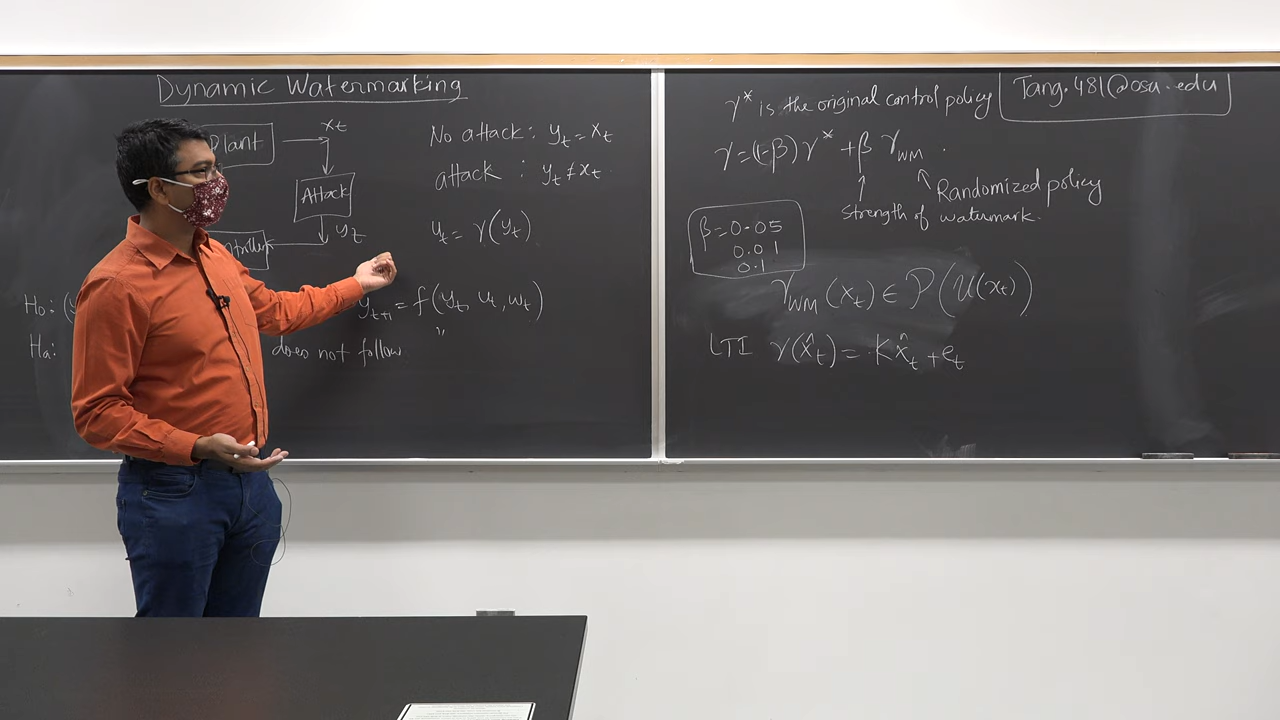 Dynamic Watermarking
Plant
xₜ
Attack
yₜ
No attack: yₜ = xₜ
attack : yₜ ≠ xₜ
uₜ = γ(yₜ)
H₀: (
yₜ₊₁ = f(yₜ, uₜ, wₜ)
Hₐ:
does not follow
"
γ* is the original control policy
Tang.481@osu.edu
γ = (1-β) γ* + β γ_WM .
Randomized policy
strength of watermark.
β = 0.05
0.01
0.1
γ_WM (xₜ) ∈ P(U(xₜ))
LTI γ(x̂ₜ) = K x̂ₜ + eₜ